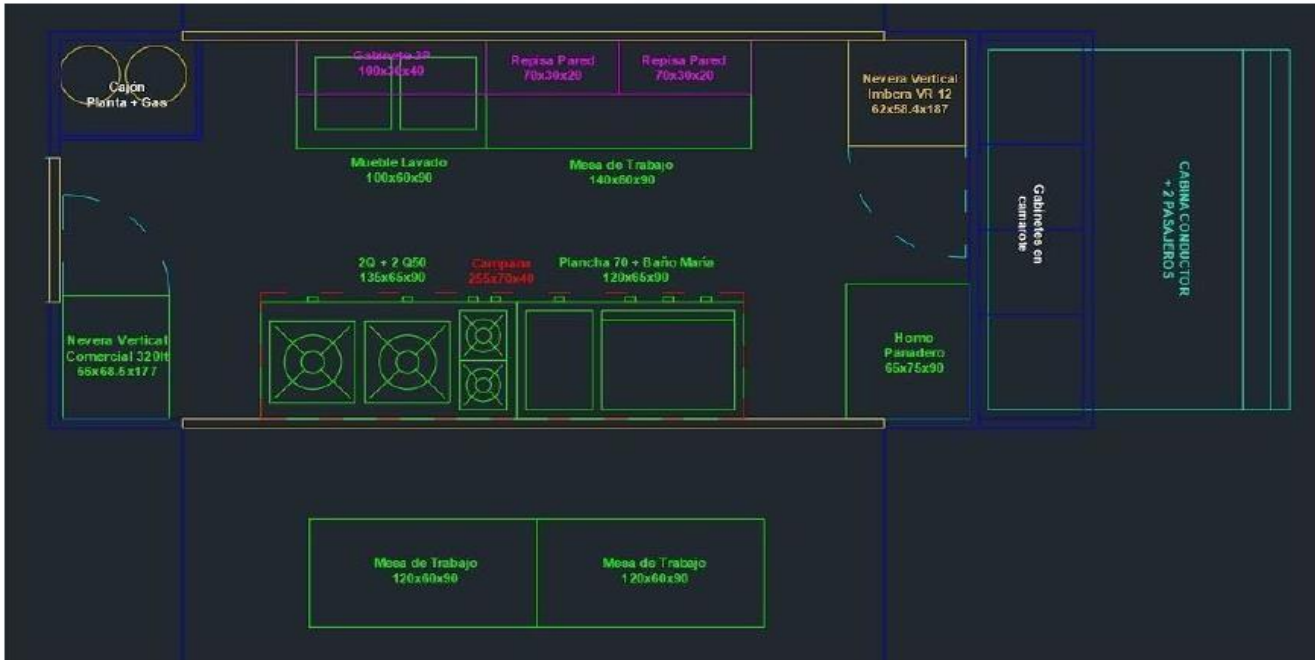 Cajón
Planta + Gas
Gabinete 2P
100x30x40
Repisa Pared
70x30x20
Repisa Pared
70x30x20
Nevera Vertical
Imbera VR 12
62x58.4x187
Mueble Lavado
100x60x90
Mesa de Trabajo
140x60x90
Gabinetes en
camarote
CABINA CONDUCTOR
+ 2 PASAJEROS
2Q + 2 Q50
135x65x90
Campana
255x70x40
Plancha 70 + Baño María
120x65x90
Nevera Vertical
Comercial 320lt
66x68.5x177
Horno
Panadero
65x75x90
Mesa de Trabajo
120x60x90
Mesa de Trabajo
120x60x90